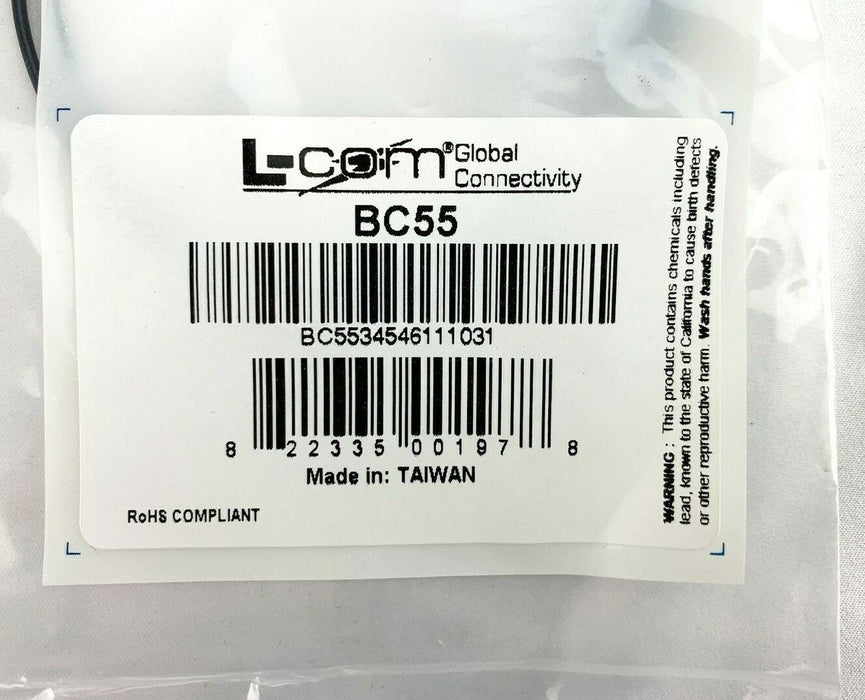 L-com® Global
Connectivity
BC55
BC5534546111031
8 22335 00197 8
Made in: TAIWAN
RoHS COMPLIANT
WARNING : This product contains chemicals including
lead, known to the state of California to cause birth defects
or other reproductive harm. Wash hands after handling.